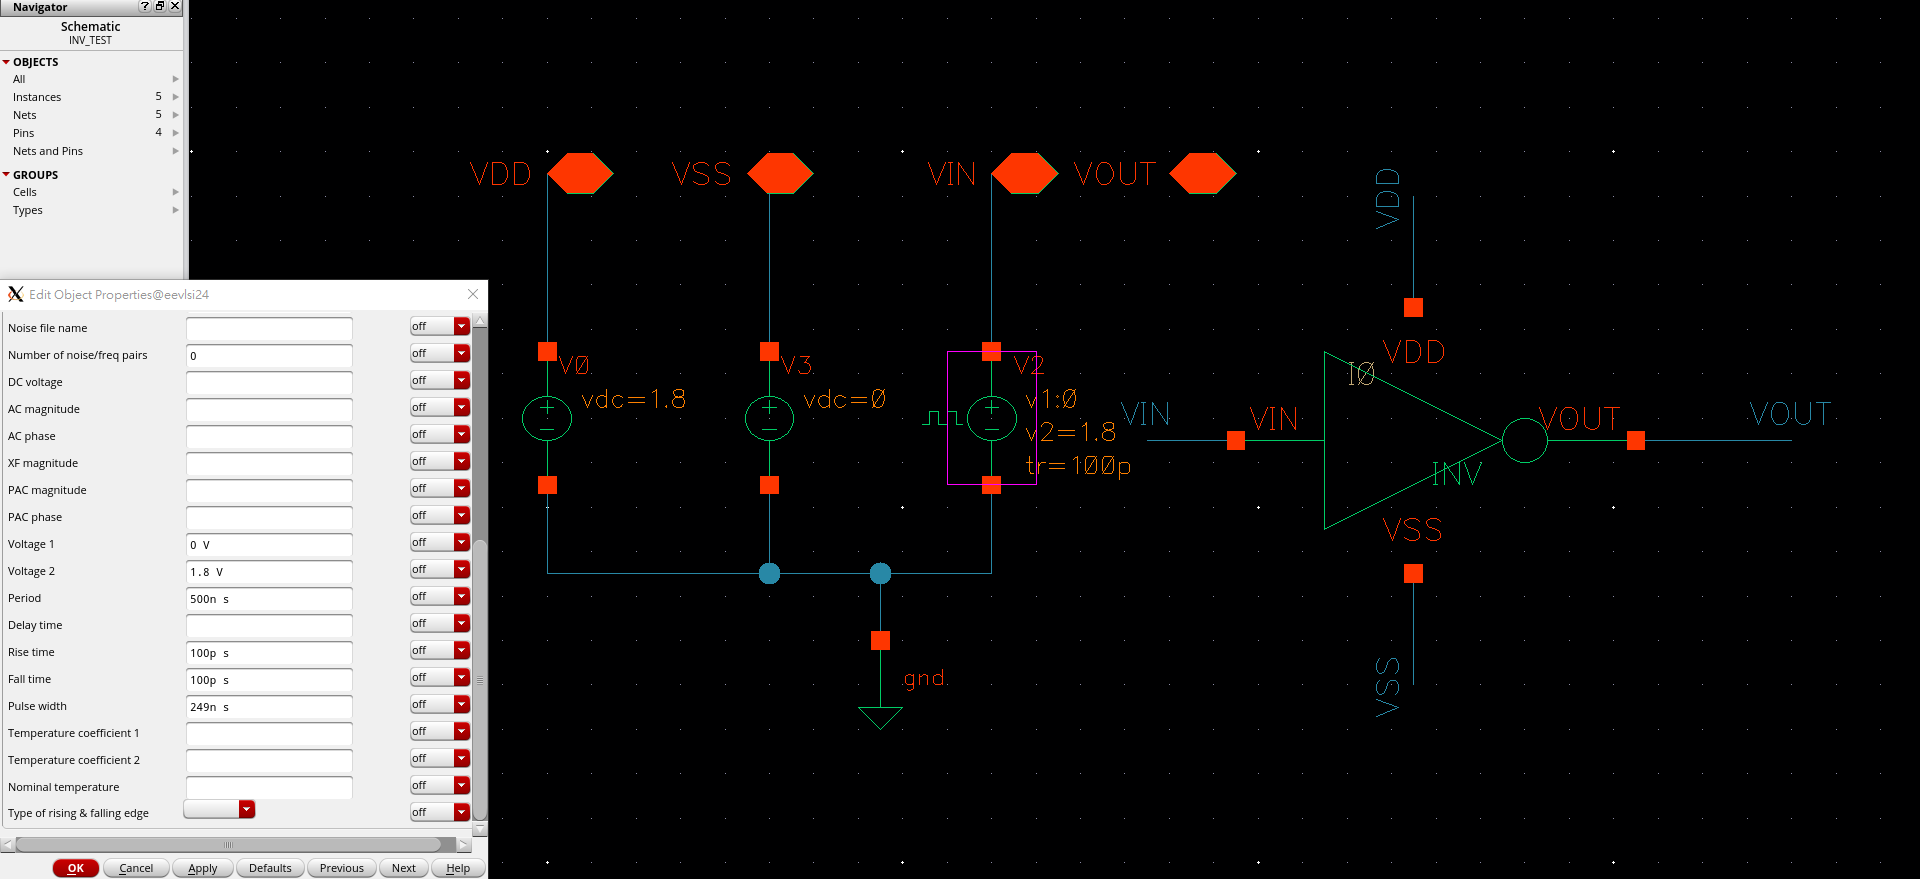 Navigator
Schematic
INV_TEST
OBJECTS
All
Instances 5
Nets 5
Pins 4
Nets and Pins
GROUPS
Cells
Types
Edit Object Properties@eevlsi24
Noise file name off
Number of noise/freq pairs 0 off
DC voltage off
AC magnitude off
AC phase off
XF magnitude off
PAC magnitude off
PAC phase off
Voltage 1 0 V off
Voltage 2 1.8 V off
Period 500n s off
Delay time off
Rise time 100p s off
Fall time 100p s off
Pulse width 249n s off
Temperature coefficient 1 off
Temperature coefficient 2 off
Nominal temperature off
Type of rising & falling edge off
OK Cancel Apply Defaults Previous Next Help
VDD VSS VIN VOUT
VDD
V0 V3 V2
vdc=1.8 vdc=0 v1:0
v2=1.8
tr=100p
gnd
VDD
I0
VIN VIN VOUT VOUT
INV
VSS
VSS